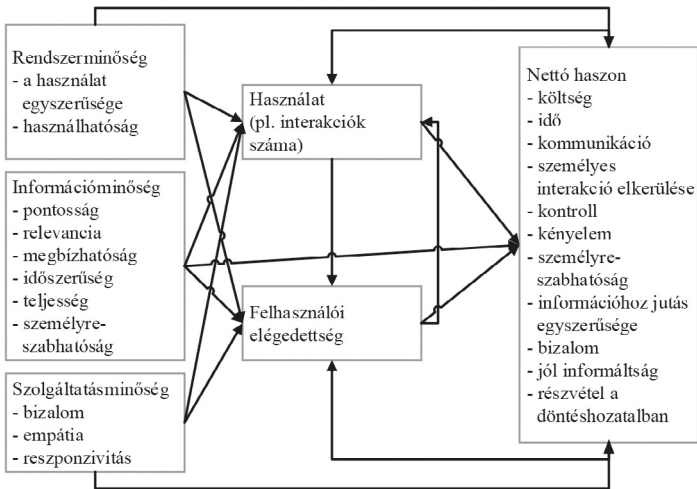 Rendszerminőség
- a használat
egyszerűsége
- használhatóság
Információminőség
- pontosság
- relevancia
- megbízhatóság
- időszerűség
- teljesség
- személyre-
szabhatóság
Szolgáltatásminőség
- bizalom
- empátia
- reszponzivitás
Használat
(pl. interakciók
száma)
Felhasználói
elégedettség
Nettó haszon
- költség
- idő
- kommunikáció
- személyes
interakció elkerülése
- kontroll
- kényelem
- személyre-
szabhatóság
- információhoz jutás
egyszerűsége
- bizalom
- jól informáltság
- részvétel a
döntéshozatalban